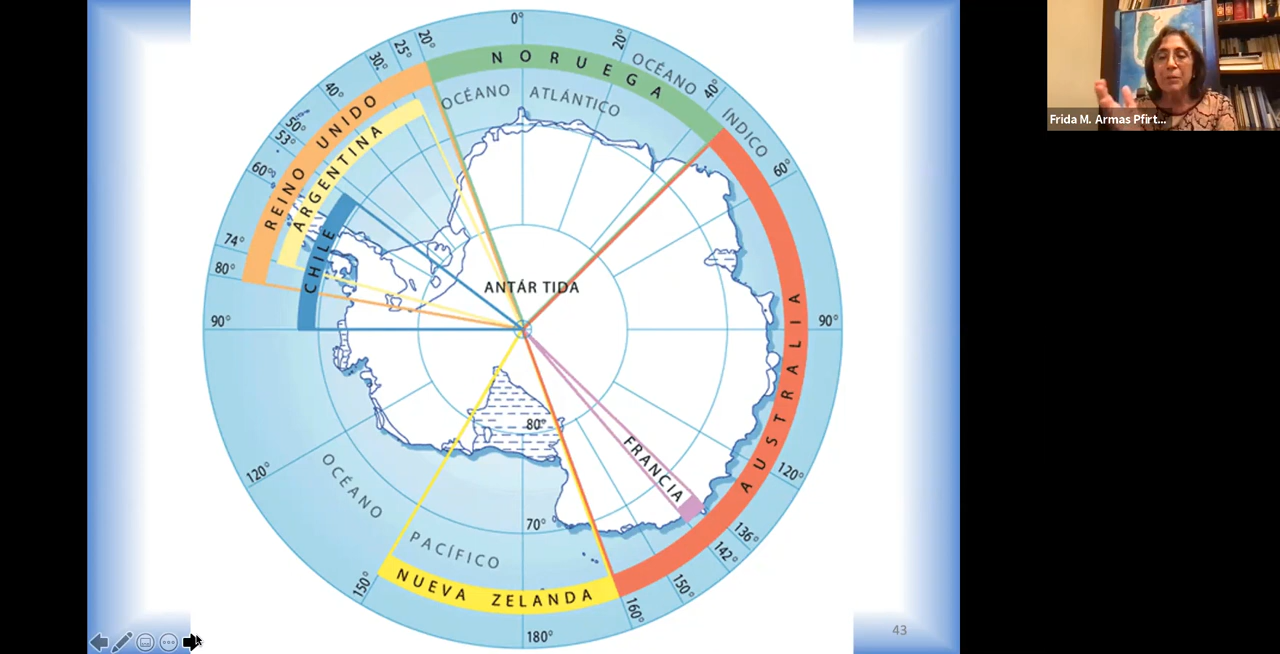 0°
20°
25°
20°
30°
40°
50°
53°
60°
74°
80°
90°
120°
150°
180°
160°
150°
142°
136°
120°
90°
60°
40°
NORUEGA
OCÉANO ATLÁNTICO
OCÉANO ÍNDICO
REINO UNIDO
ARGENTINA
CHILE
ANTÁR TIDA
AUSTRALIA
FRANCIA
80°
70°
OCÉANO PACÍFICO
NUEVA ZELANDA
43
Frida M. Armas Pfirt...